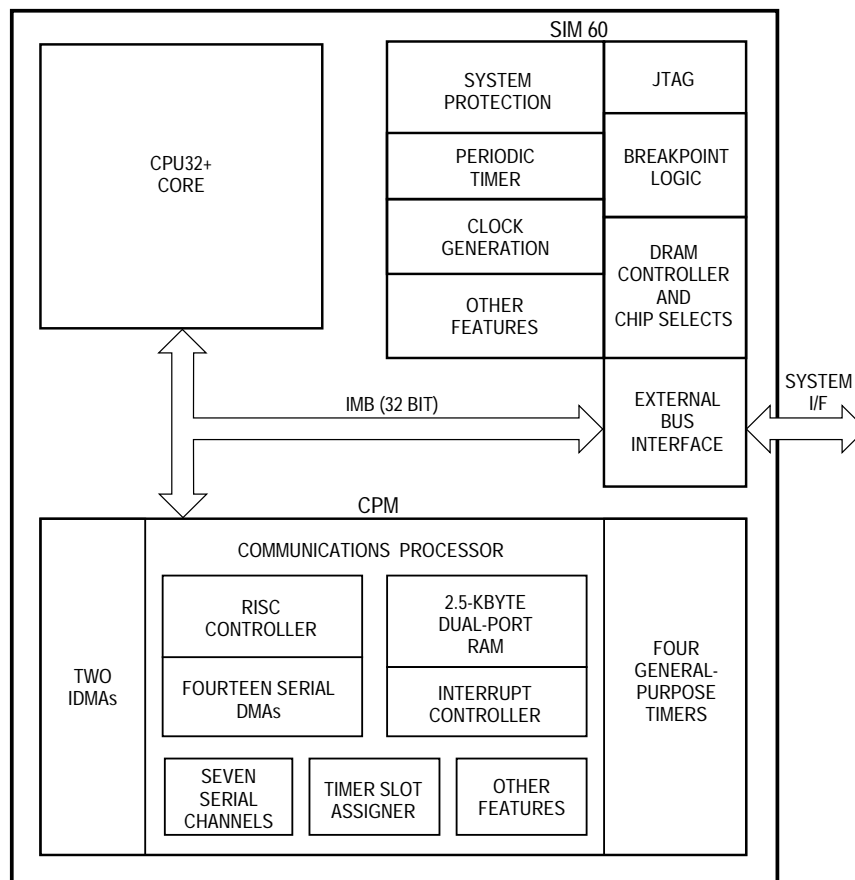 SIM 60
CPU32+
CORE
SYSTEM
PROTECTION
PERIODIC
TIMER
CLOCK
GENERATION
OTHER
FEATURES
JTAG
BREAKPOINT
LOGIC
DRAM
CONTROLLER
AND
CHIP SELECTS
EXTERNAL
BUS
INTERFACE
SYSTEM
I/F
IMB (32 BIT)
CPM
TWO
IDMAs
COMMUNICATIONS PROCESSOR
RISC
CONTROLLER
FOURTEEN SERIAL
DMAs
2.5-KBYTE
DUAL-PORT
RAM
INTERRUPT
CONTROLLER
SEVEN
SERIAL
CHANNELS
TIMER SLOT
ASSIGNER
OTHER
FEATURES
FOUR
GENERAL-
PURPOSE
TIMERS